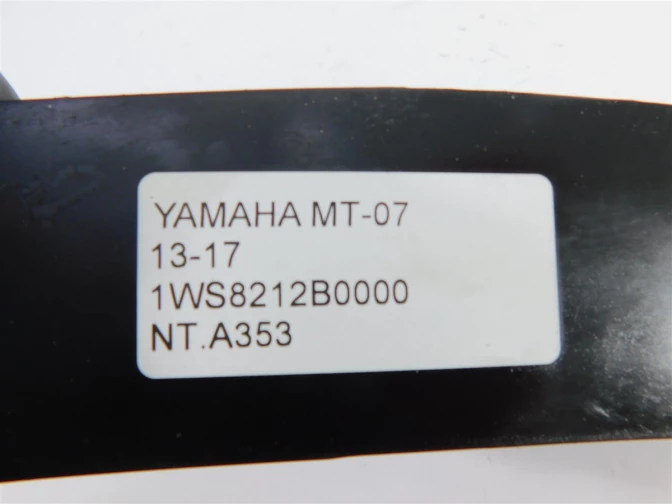 YAMAHA MT-07
13-17
1WS8212B0000
NT.A353